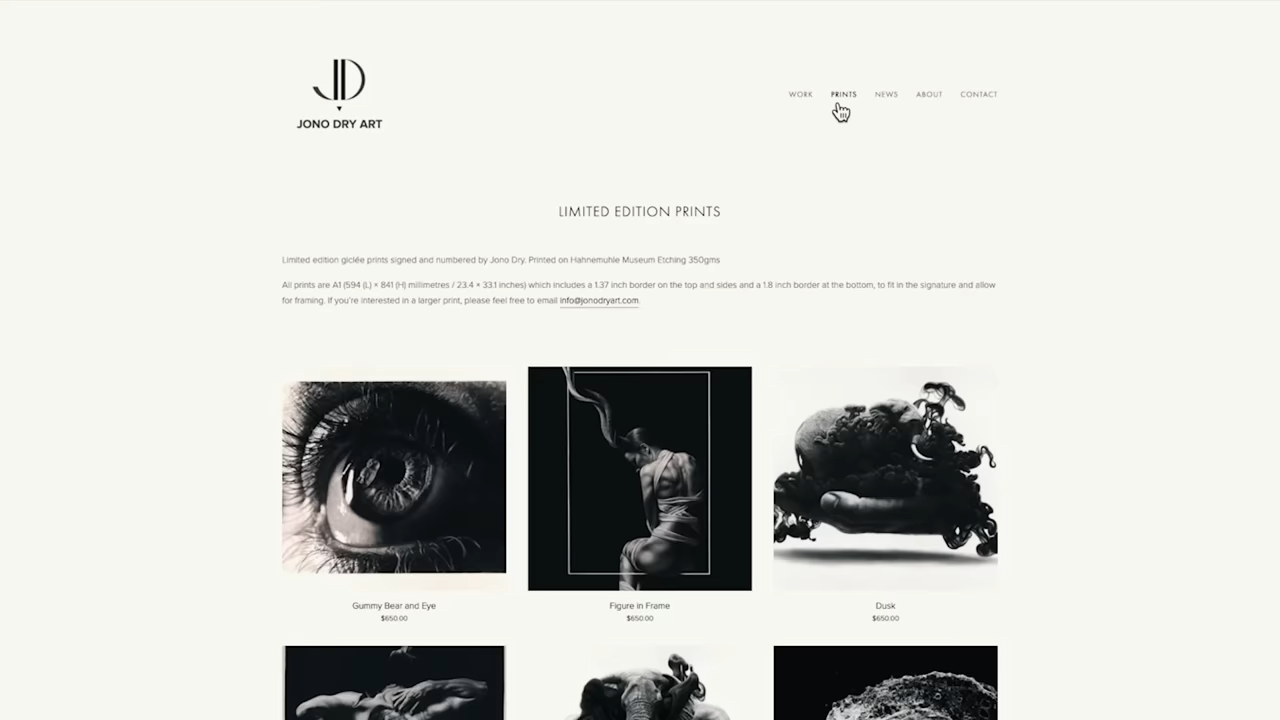 JD
JONO DRY ART
WORK PRINTS NEWS ABOUT CONTACT
LIMITED EDITION PRINTS
Limited edition giclée prints signed and numbered by Jono Dry. Printed on Hahnemuhle Museum Etching 350gms
All prints are A1 (594 (L) × 841 (H) millimetres / 23.4 × 33.1 inches) which includes a 1.37 inch border on the top and sides and a 1.8 inch border at the bottom, to fit in the signature and allow
for framing. If you're interested in a larger print, please feel free to email info@jonodryart.com.
Gummy Bear and Eye
$650.00
Figure in Frame
$650.00
Dusk
$650.00